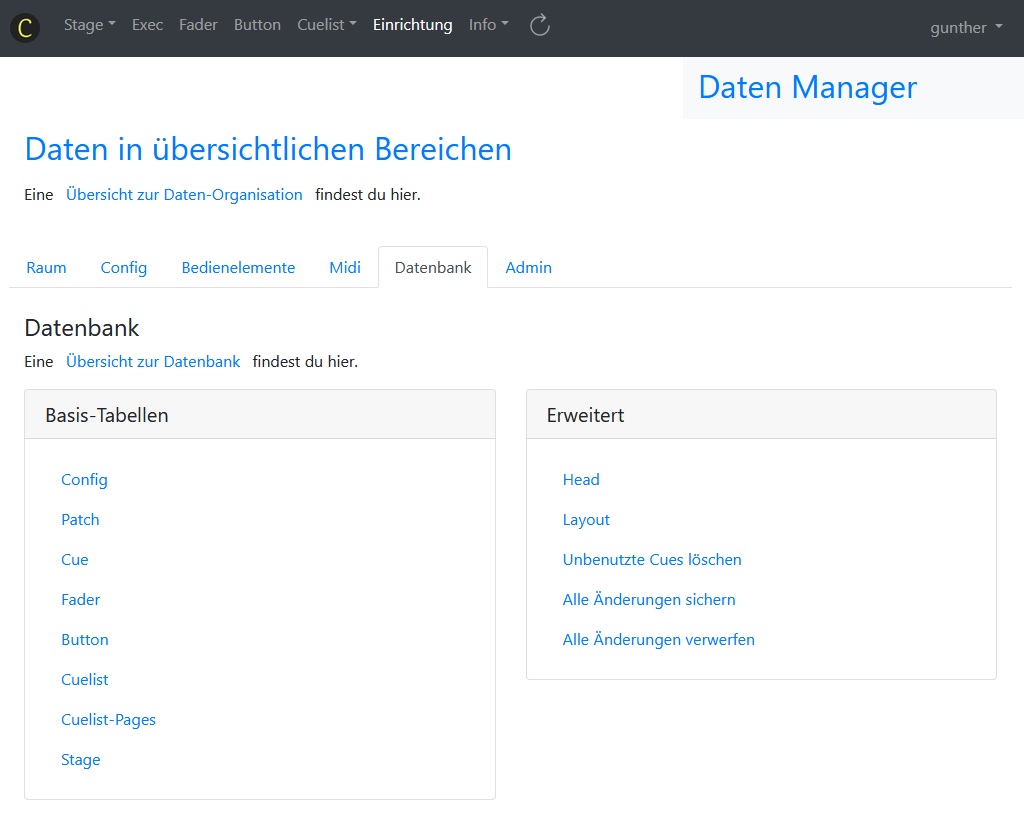 C Stage Exec Fader Button Cuelist Einrichtung Info gunther
Daten Manager
Daten in übersichtlichen Bereichen
Eine Übersicht zur Daten-Organisation findest du hier.
Raum Config Bedienelemente Midi Datenbank Admin
Datenbank
Eine Übersicht zur Datenbank findest du hier.
Basis-Tabellen
Config
Patch
Cue
Fader
Button
Cuelist
Cuelist-Pages
Stage
Erweitert
Head
Layout
Unbenutzte Cues löschen
Alle Änderungen sichern
Alle Änderungen verwerfen